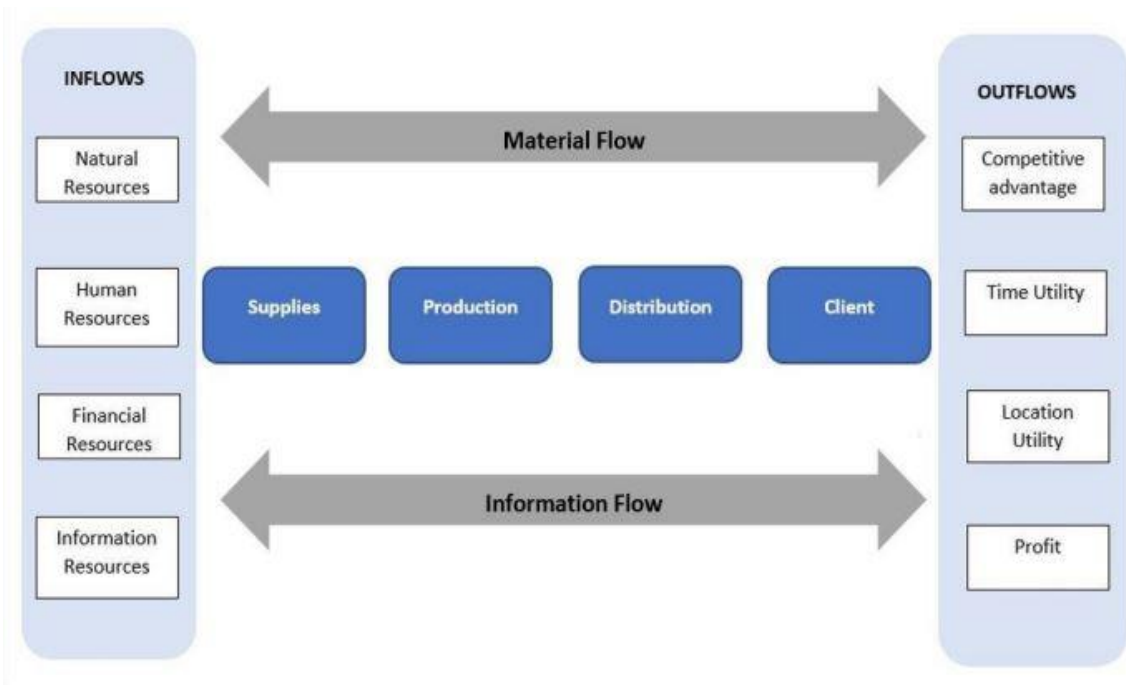 INFLOWS
Natural
Resources
Human
Resources
Financial
Resources
Information
Resources
Material Flow
Supplies
Production
Distribution
Client
Information Flow
OUTFLOWS
Competitive
advantage
Time Utility
Location
Utility
Profit